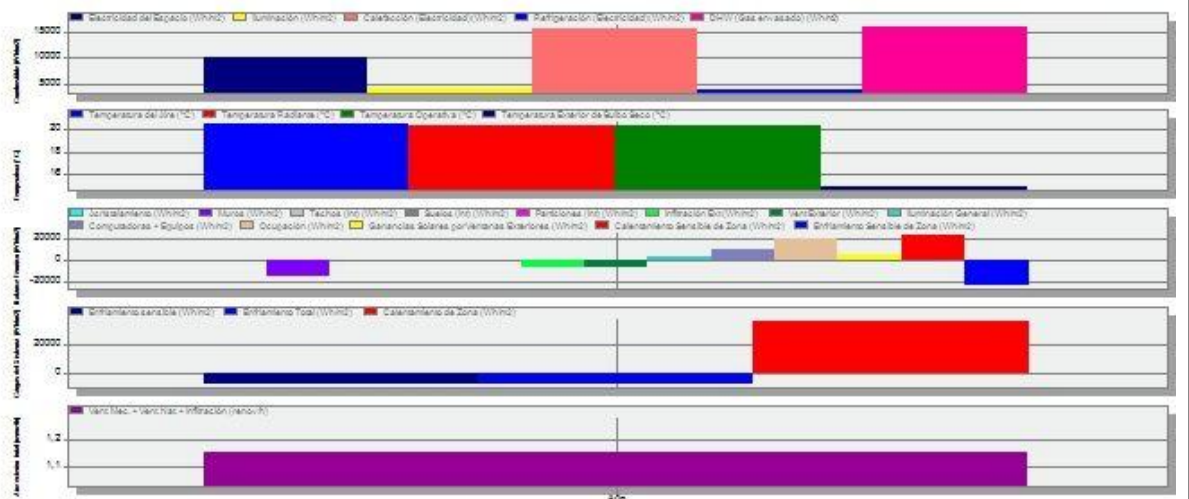 Electricidad del Espacio (Wh/m2) Iluminación (Wh/m2) Calefacción (Electricidad) (Wh/m2) Refrigeración (Electricidad) (Wh/m2) DHW (Gas envasado) (Wh/m2)
15000
10000
5000
Temperatura del Aire (°C) Temperatura Radiante (°C) Temperatura Operativa (°C) Temperatura Exterior de Bulbo Seco (°C)
20
18
16
Acristalamiento (Wh/m2) Muros (Wh/m2) Techos (int) (Wh/m2) Suelos (int) (Wh/m2) Particiones (int) (Wh/m2) Infiltración Ext (Wh/m2) Vent Exterior (Wh/m2) Iluminación General (Wh/m2)
Computadoras + Equipos (Wh/m2) Ocupación (Wh/m2) Ganancias Solares por Ventanas Exteriores (Wh/m2) Calentamiento Sensible de Zona (Wh/m2) Enfriamiento Sensible de Zona (Wh/m2)
20000
0
-20000
Enfriamiento sensible (Wh/m2) Enfriamiento Total (Wh/m2) Calentamiento de Zona (Wh/m2)
20000
0
Vent Mec. + Vent Nat + Infiltración (renov/h)
1,2
1,1